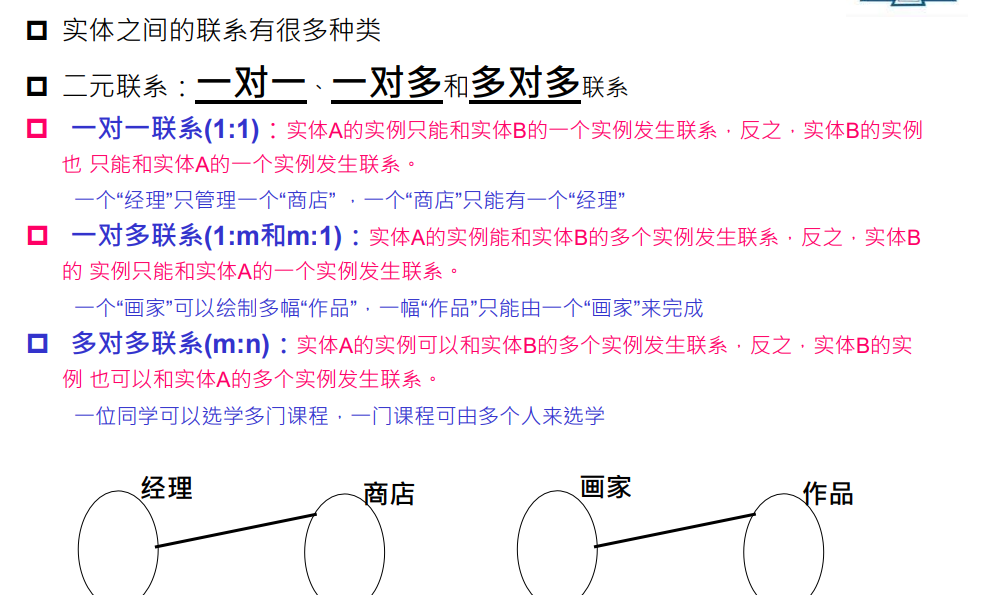 实体之间的联系有很多种类
二元联系：一对一、一对多和多对多联系
一对一联系(1:1)：实体A的实例只能和实体B的一个实例发生联系，反之，实体B的实例
也 只能和实体A的一个实例发生联系。
一个“经理”只管理一个“商店”，一个“商店”只能有一个“经理”
一对多联系(1:m和m:1)：实体A的实例能和实体B的多个实例发生联系，反之，实体B
的 实例只能和实体A的一个实例发生联系。
一个“画家”可以绘制多幅“作品”，一幅“作品”只能由一个“画家”来完成
多对多联系(m:n)：实体A的实例可以和实体B的多个实例发生联系，反之，实体B的实
例 也可以和实体A的多个实例发生联系。
一位同学可以选学多门课程，一门课程可由多个人来选学
经理 商店 画家 作品